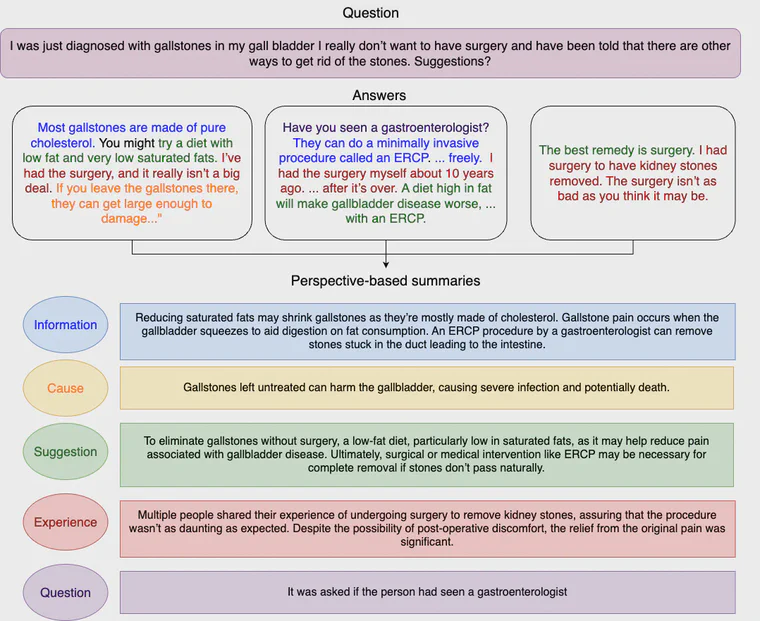 Question
I was just diagnosed with gallstones in my gall bladder I really don't want to have surgery and have been told that there are other
ways to get rid of the stones. Suggestions?
Answers
Most gallstones are made of pure
cholesterol. You might try a diet with
low fat and very low saturated fats. I've
had the surgery, and it really isn't a big
deal. If you leave the gallstones there,
they can get large enough to
damage..."
Have you seen a gastroenterologist?
They can do a minimally invasive
procedure called an ERCP. ... freely. I
had the surgery myself about 10 years
ago. ... after it's over. A diet high in fat
will make gallbladder disease worse, ...
with an ERCP.
The best remedy is surgery. I had
surgery to have kidney stones
removed. The surgery isn't as
bad as you think it may be.
Perspective-based summaries
Information
Reducing saturated fats may shrink gallstones as they're mostly made of cholesterol. Gallstone pain occurs when the
gallbladder squeezes to aid digestion on fat consumption. An ERCP procedure by a gastroenterologist can remove
stones stuck in the duct leading to the intestine.
Cause
Gallstones left untreated can harm the gallbladder, causing severe infection and potentially death.
Suggestion
To eliminate gallstones without surgery, a low-fat diet, particularly low in saturated fats, as it may help reduce pain
associated with gallbladder disease. Ultimately, surgical or medical intervention like ERCP may be necessary for
complete removal if stones don't pass naturally.
Experience
Multiple people shared their experience of undergoing surgery to remove kidney stones, assuring that the procedure
wasn't as daunting as expected. Despite the possibility of post-operative discomfort, the relief from the original pain was
significant.
Question
It was asked if the person had seen a gastroenterologist